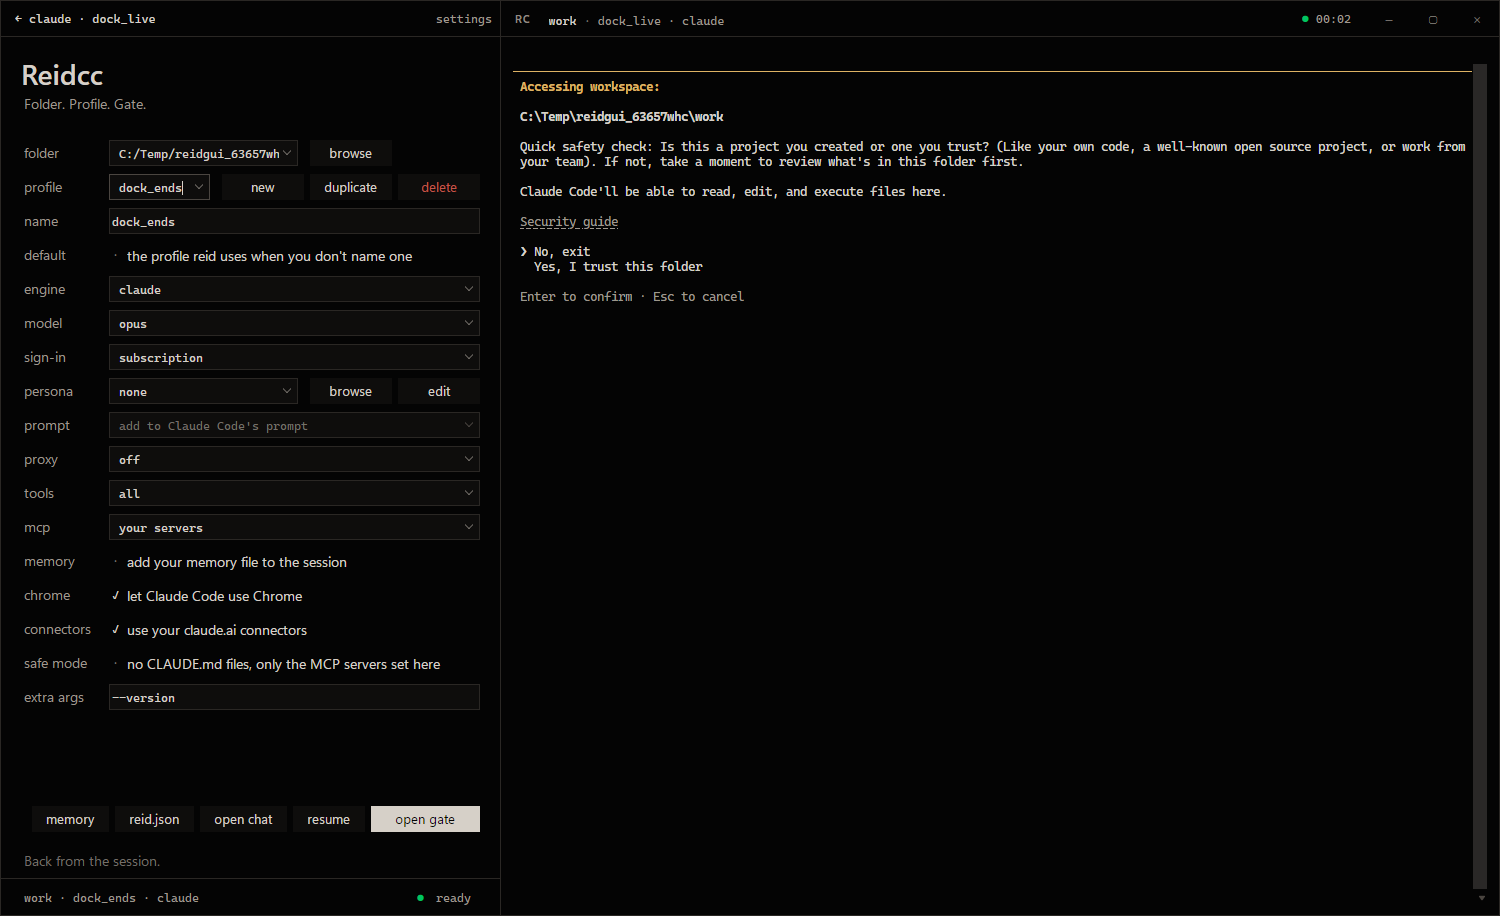 ← claude · dock_live
settings
Reidcc
Folder. Profile. Gate.
folder
C:/Temp/reidgui_63657wh
browse
profile
dock_ends
new
duplicate
delete
name
dock_ends
default
· the profile reid uses when you don't name one
engine
claude
model
opus
sign-in
subscription
persona
none
browse
edit
prompt
add to Claude Code's prompt
proxy
off
tools
all
mcp
your servers
memory
· add your memory file to the session
chrome
✓ let Claude Code use Chrome
connectors
✓ use your claude.ai connectors
safe mode
· no CLAUDE.md files, only the MCP servers set here
extra args
--version
memory
reid.json
open chat
resume
open gate
Back from the session.
work · dock_ends · claude
ready
RC
work · dock_live · claude
00:02
Accessing workspace:
C:\Temp\reidgui_63657whc\work
Quick safety check: Is this a project you created or one you trust? (Like your own code, a well-known open source project, or work from
your team). If not, take a moment to review what's in this folder first.
Claude Code'll be able to read, edit, and execute files here.
Security guide
❯ No, exit
Yes, I trust this folder
Enter to confirm · Esc to cancel